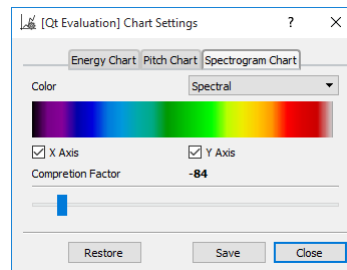 [Qt Evaluation] Chart Settings ?
Energy Chart Pitch Chart Spectrogram Chart
Color Spectral
X Axis Y Axis
Compretion Factor -84
Restore Save Close